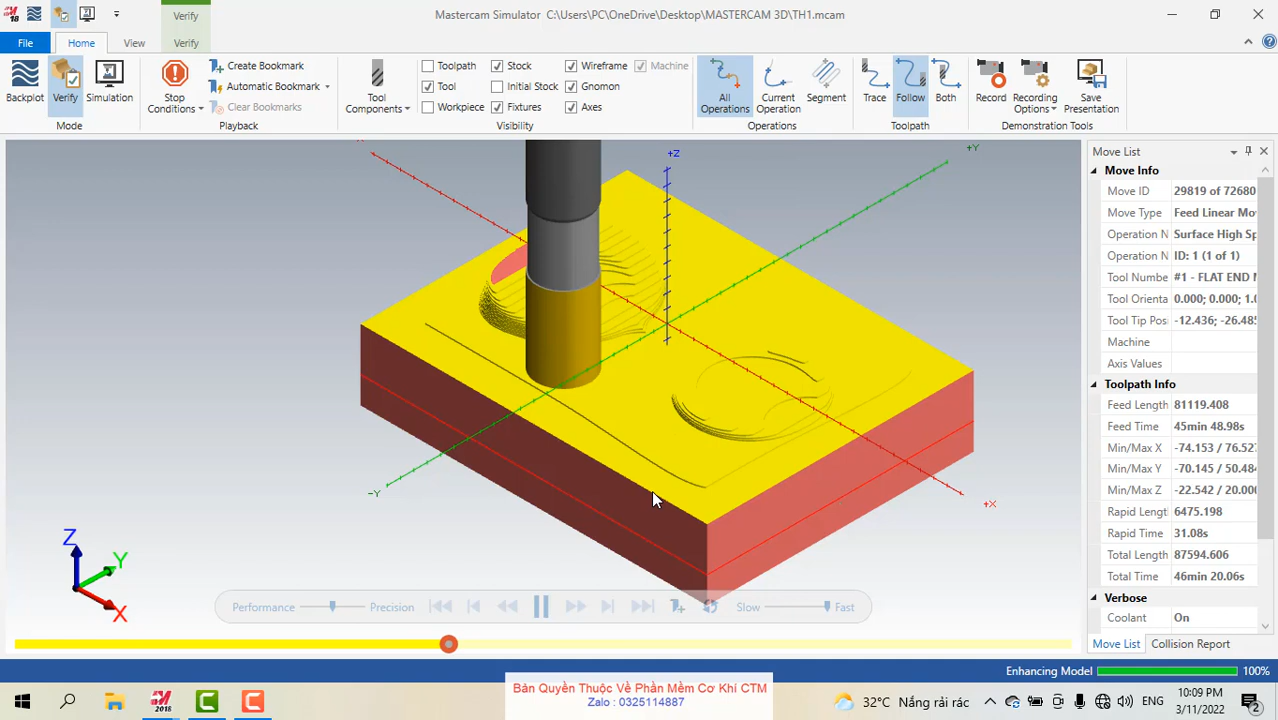 18
Verify
Mastercam Simulator C:\Users\PC\OneDrive\Desktop\MASTERCAM 3D\TH1.mcam
File
Home
View
Verify
Backplot
Verify
Simulation
Mode
Stop
Conditions
Create Bookmark
Automatic Bookmark
Clear Bookmarks
Playback
Tool
Components
Toolpath
Tool
Workpiece
Stock
Initial Stock
Fixtures
Wireframe
Gnomon
Axes
Machine
Visibility
All
Operations
Current
Operation
Segment
Operations
Trace
Follow
Both
Toolpath
Record
Recording
Options
Save
Presentation
Demonstration Tools
+Z
+Y
-Y
+X
Z
Y
X
Performance
Precision
Slow
Fast
Move List
Move Info
Move ID 29819 of 72680
Move Type Feed Linear Mo
Operation N Surface High Sp
Operation N ID: 1 (1 of 1)
Tool Numbe #1 - FLAT END M
Tool Orienta 0.000; 0.000; 1.0
Tool Tip Pos -12.436; -26.485
Machine
Axis Values
Toolpath Info
Feed Length 81119.408
Feed Time 45min 48.98s
Min/Max X -74.153 / 76.527
Min/Max Y -70.145 / 50.484
Min/Max Z -22.542 / 20.000
Rapid Length 6475.198
Rapid Time 31.08s
Total Length 87594.606
Total Time 46min 20.06s
Verbose
Coolant On
Move List
Collision Report
Enhancing Model 100%
Bản Quyền Thuộc Về Phần Mềm Cơ Khí CTM
Zalo : 0325114887
2018
32°C Nắng rải rác
ENG
10:09 PM
3/11/2022
2